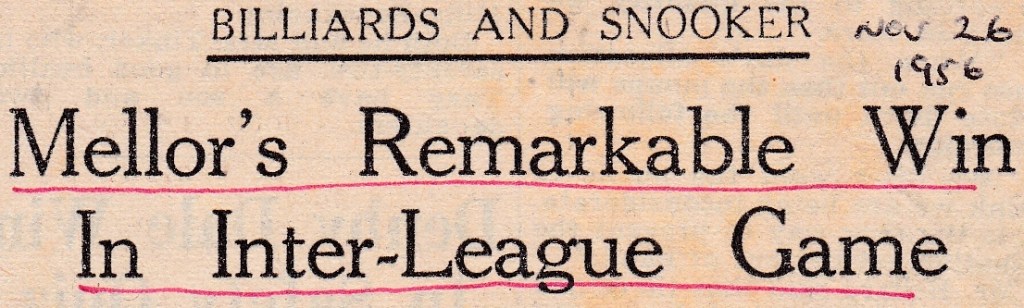 BILLIARDS AND SNOOKER
NOV 26
1956
Mellor's Remarkable Win
In Inter-League Game